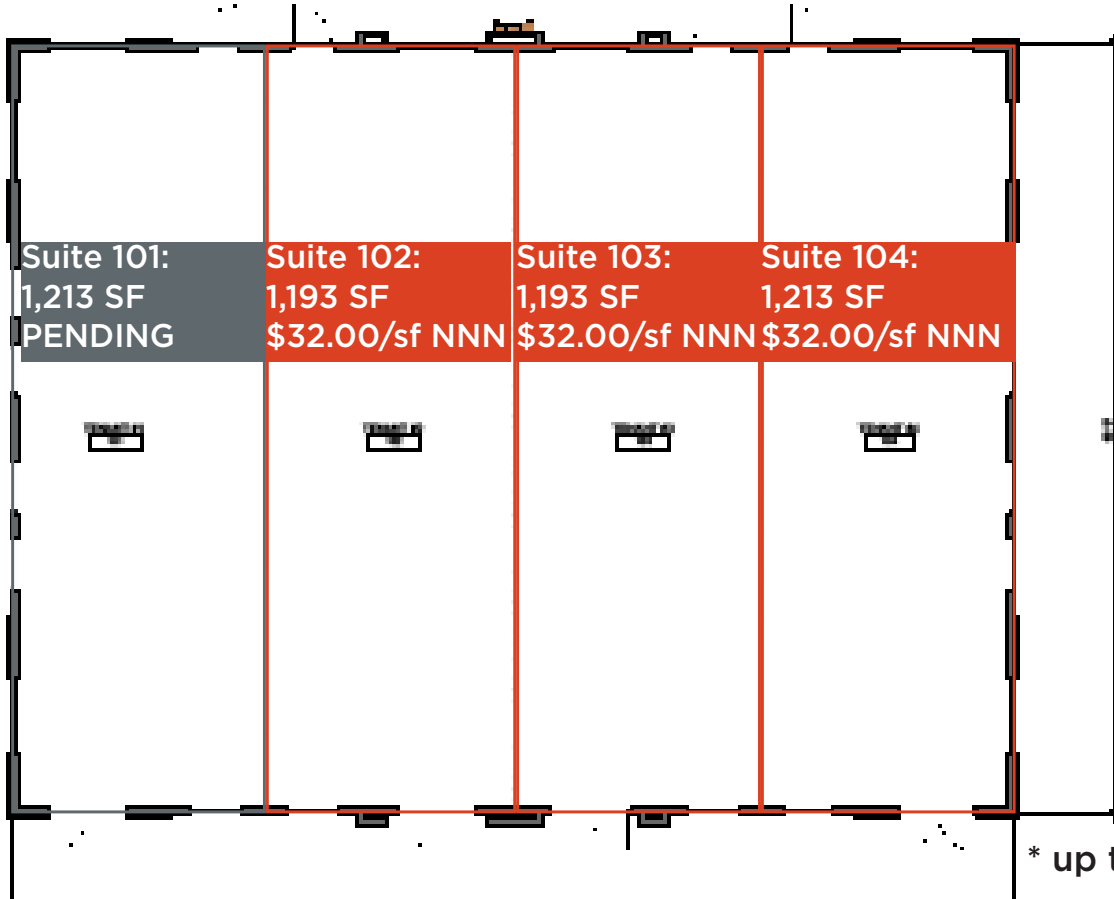 Suite 101:
1,213 SF
PENDING
Suite 102:
1,193 SF
$32.00/sf NNN
Suite 103:
1,193 SF
$32.00/sf NNN
Suite 104:
1,213 SF
$32.00/sf NNN
* up